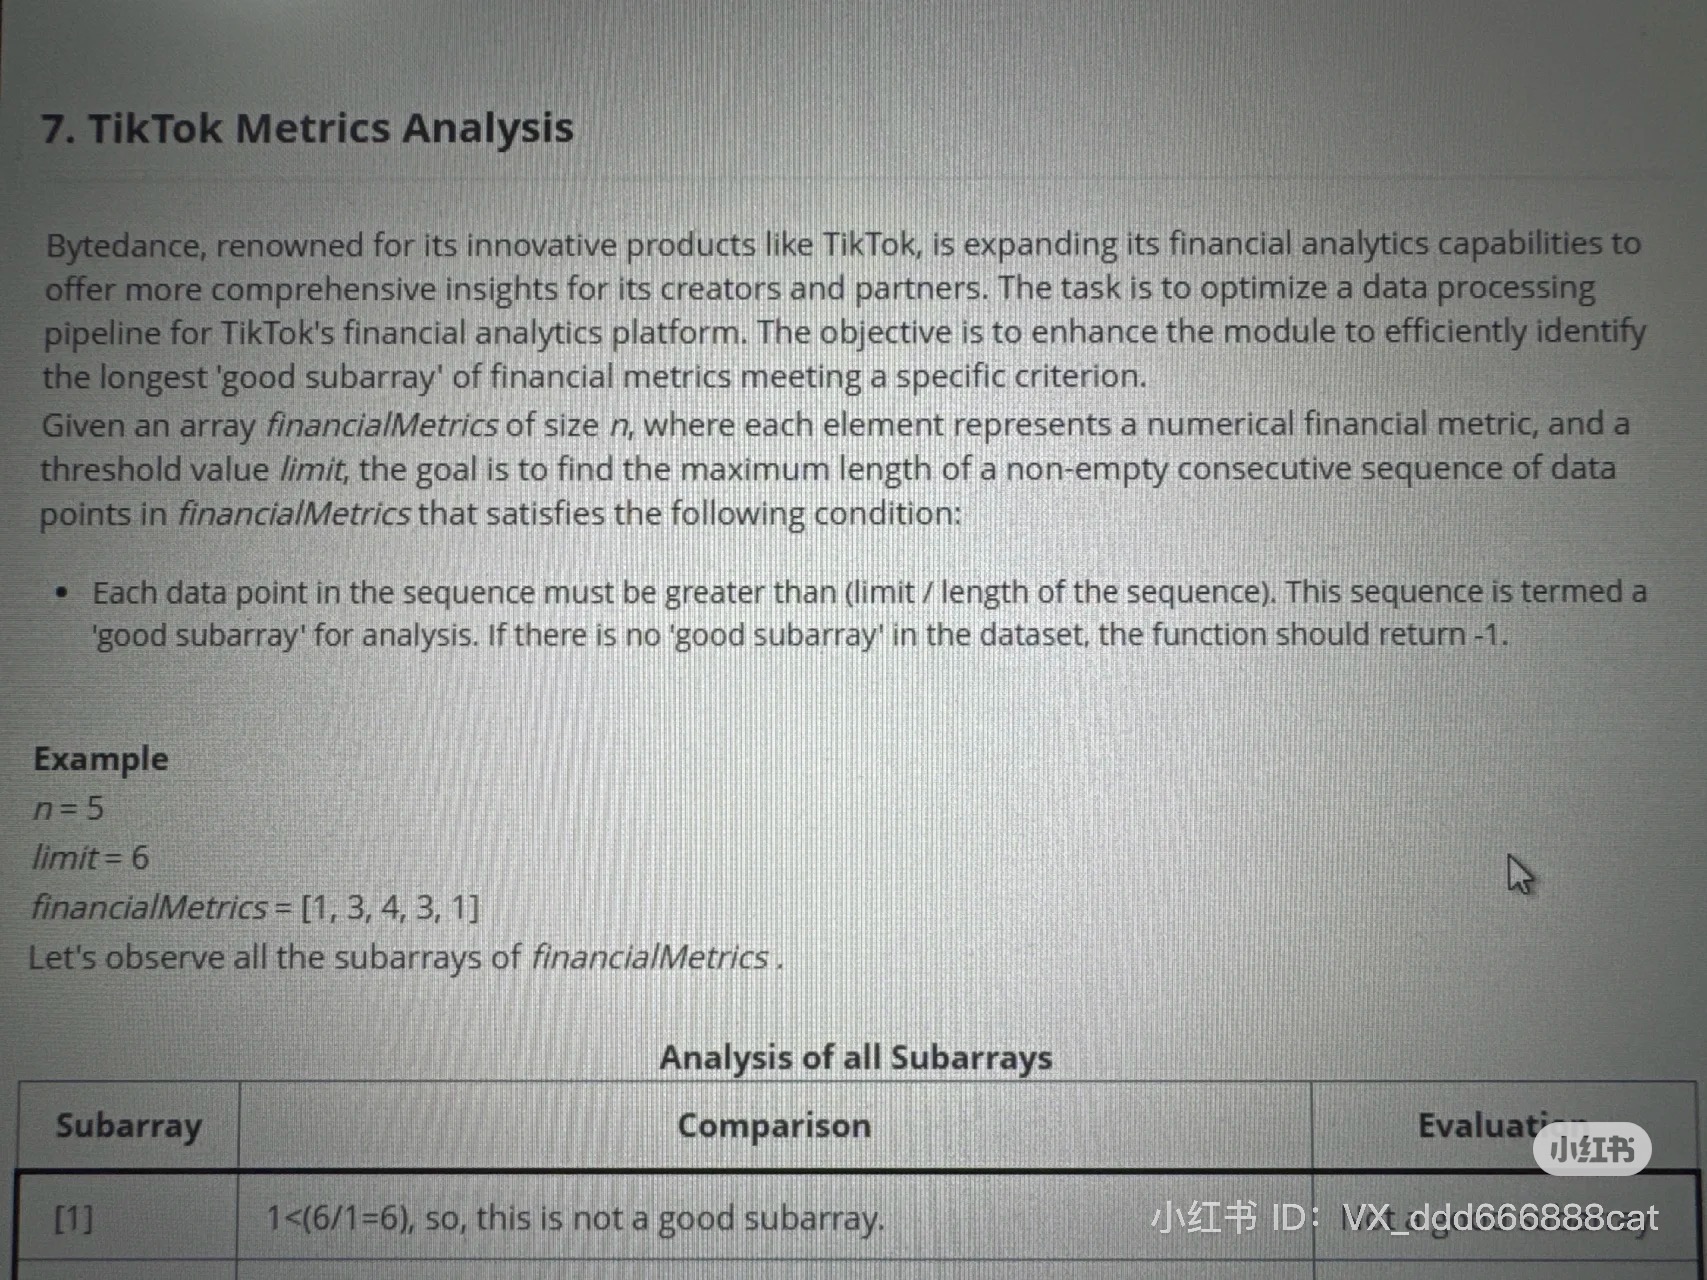 7. TikTok Metrics Analysis
Bytedance, renowned for its innovative products like TikTok, is expanding its financial analytics capabilities to
offer more comprehensive insights for its creators and partners. The task is to optimize a data processing
pipeline for TikTok's financial analytics platform. The objective is to enhance the module to efficiently identify
the longest 'good subarray' of financial metrics meeting a specific criterion.
Given an array financialMetrics of size n, where each element represents a numerical financial metric, and a
threshold value limit, the goal is to find the maximum length of a non-empty consecutive sequence of data
points in financialMetrics that satisfies the following condition:
• Each data point in the sequence must be greater than (limit / length of the sequence). This sequence is termed a
'good subarray' for analysis. If there is no 'good subarray' in the dataset, the function should return -1.
Example
n = 5
limit = 6
financialMetrics = [1, 3, 4, 3, 1]
Let's observe all the subarrays of financialMetrics .
Analysis of all Subarrays
Subarray Comparison
小红书
[1] 1<(6/1=6), so, this is not a good subarray.
小红书 ID: VX_ddd666888cat